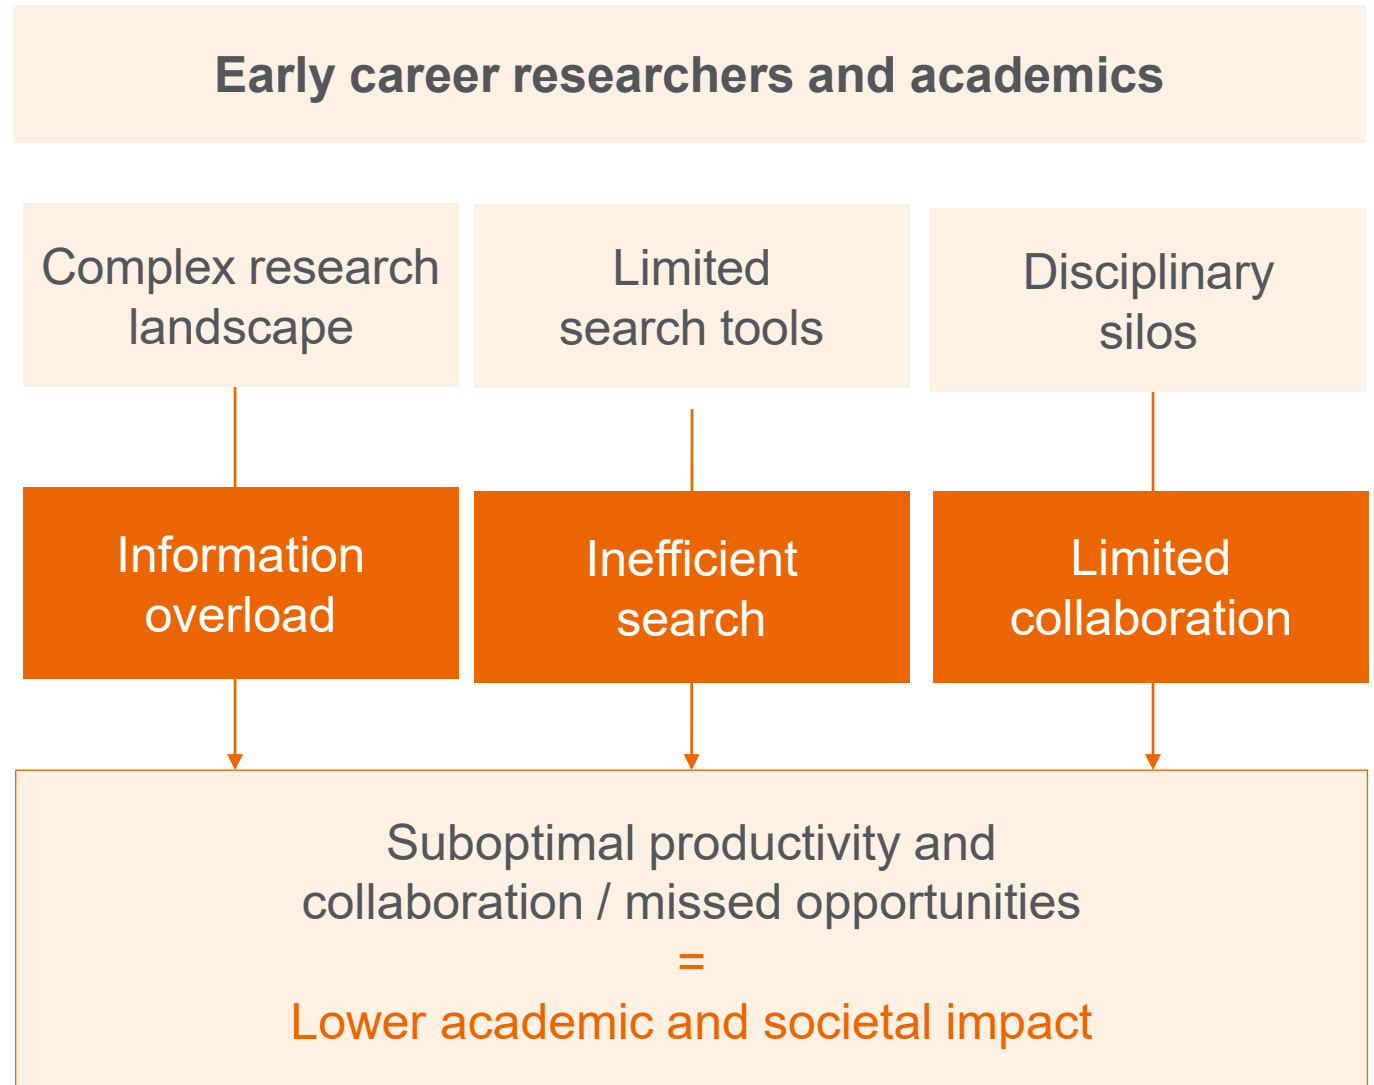 Early career researchers and academics
Complex research
landscape
Limited
search tools
Disciplinary
silos
Information
overload
Inefficient
search
Limited
collaboration
Suboptimal productivity and
collaboration / missed opportunities
=
Lower academic and societal impact